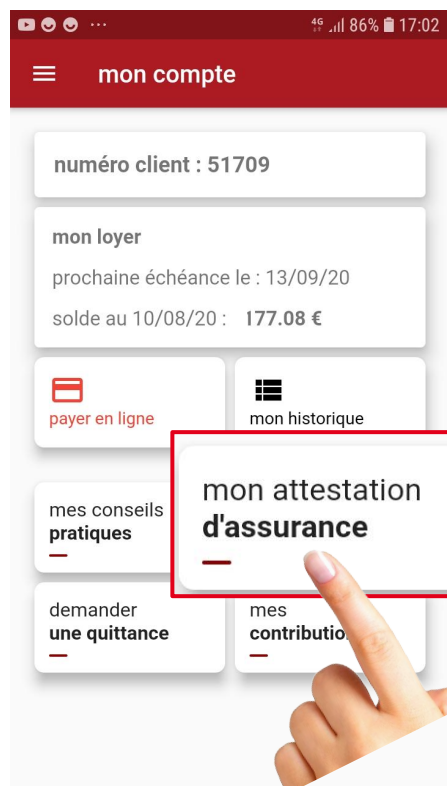 4G 86% 17:02
mon compte
numéro client : 51709
mon loyer
prochaine échéance le : 13/09/20
solde au 10/08/20 : 177.08 €
payer en ligne
mon historique
mes conseils
pratiques
mon attestation
d'assurance
demander
une quittance
mes